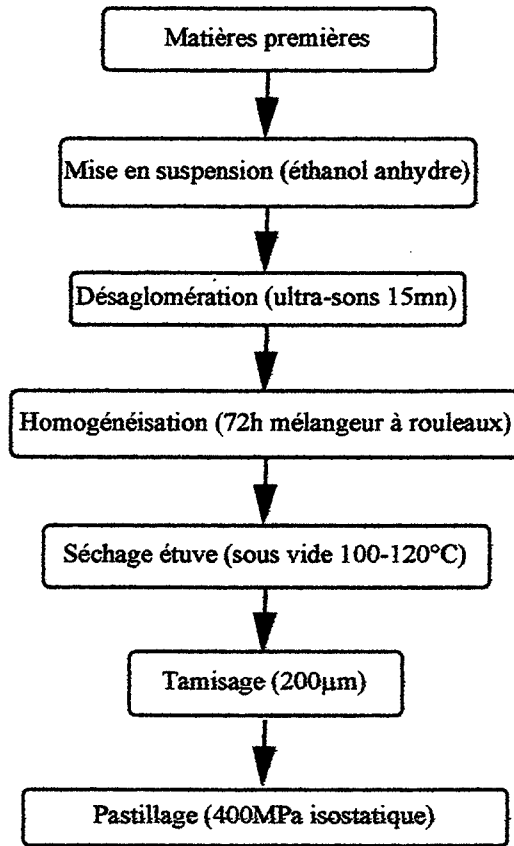 Matières premières
Mise en suspension (éthanol anhydre)
Désaglomération (ultra-sons 15mn)
Homogénéisation (72h mélangeur à rouleaux)
Séchage étuve (sous vide 100-120°C)
Tamisage (200μm)
Pastillage (400MPa isostatique)